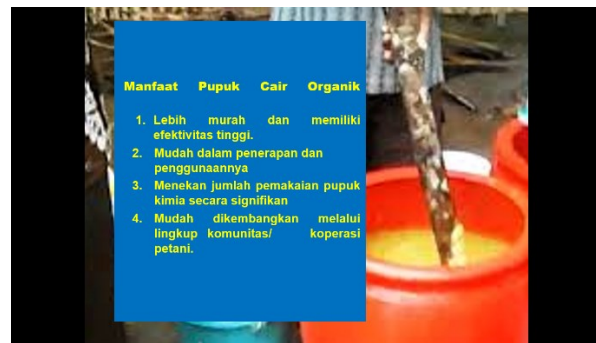 Manfaat Pupuk Cair Organik
1. Lebih murah dan memiliki
efektivitas tinggi.
2. Mudah dalam penerapan dan
penggunaannya
3. Menekan jumlah pemakaian pupuk
kimia secara signifikan
4. Mudah dikembangkan melalui
lingkup komunitas/ koperasi
petani.